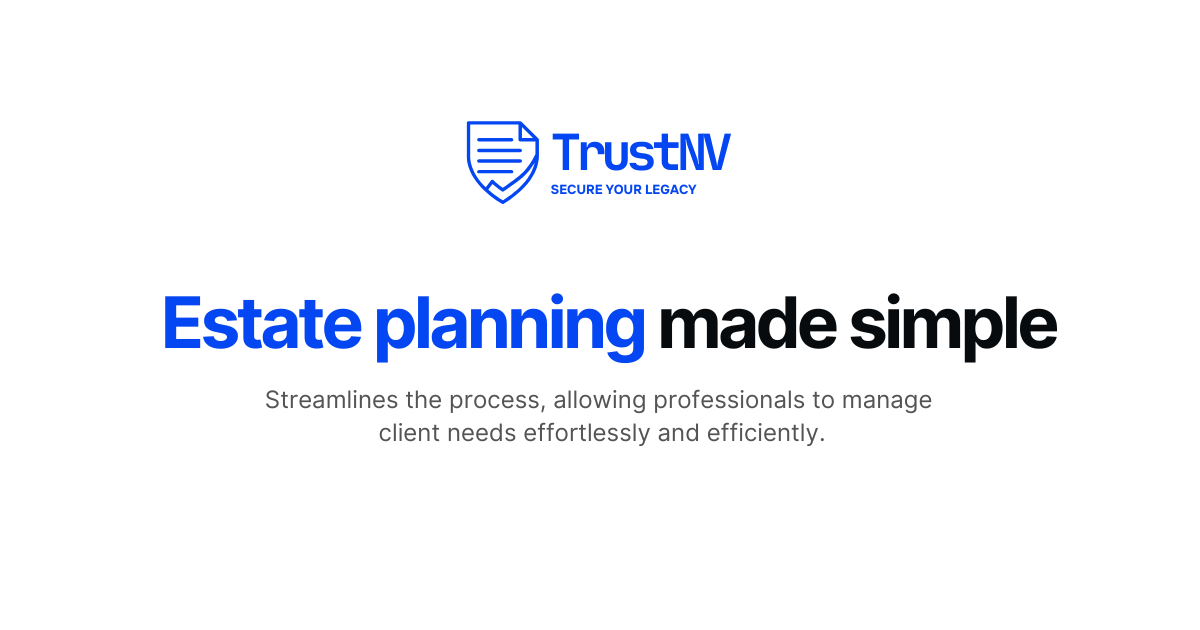 TrustNV
SECURE YOUR LEGACY
Estate planning made simple
Streamlines the process, allowing professionals to manage
client needs effortlessly and efficiently.